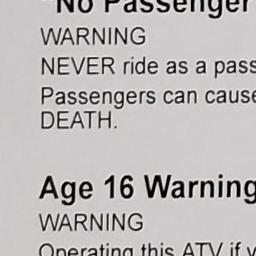 "No Passenger
WARNING
NEVER ride as a pass
Passengers can cause
DEATH.
Age 16 Warning
WARNING
Operating this ATV if y